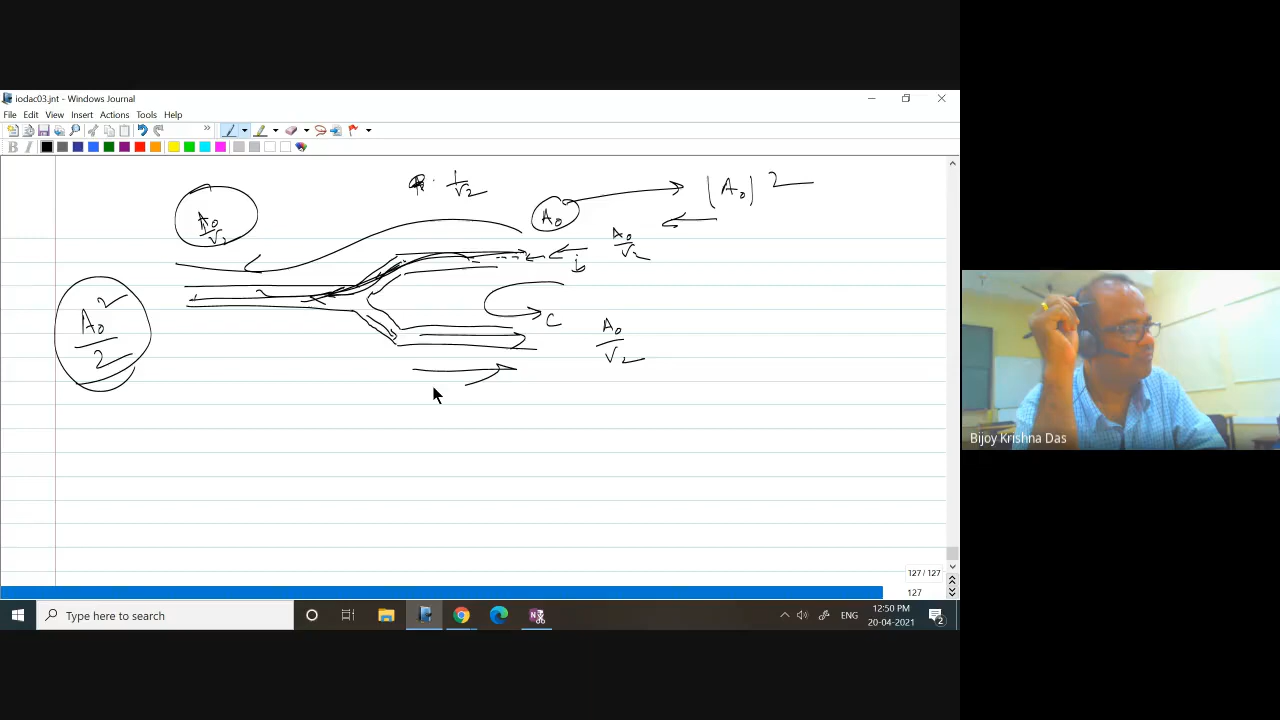 iodac03.jnt - Windows Journal
File Edit View Insert Actions Tools Help
1/√2
A₀/√2
A₀
|A₀|²
A₀/√2
b
A₀²/2
C
A₀/√2
Bijoy Krishna Das
127 / 127
127
Type here to search
ENG
12:50 PM
20-04-2021
2